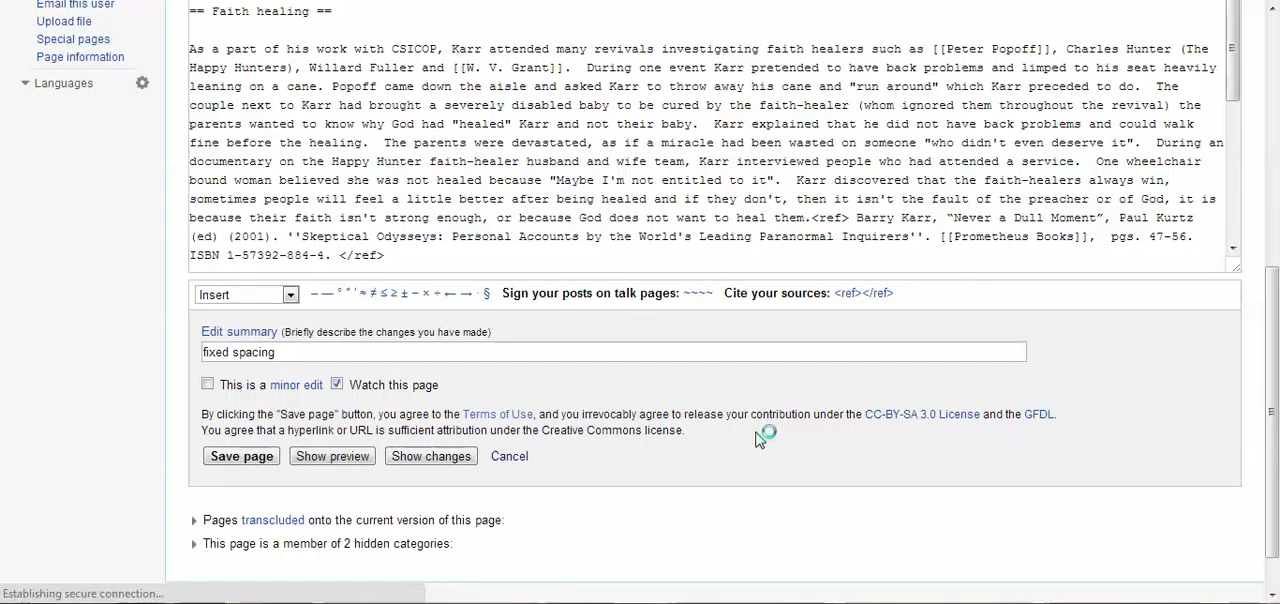 Email this user
Upload file
Special pages
Page information
Languages
== Faith healing ==
As a part of his work with CSICOP, Karr attended many revivals investigating faith healers such as [[Peter Popoff]], Charles Hunter (The
Happy Hunters), Willard Fuller and [[W. V. Grant]].  During one event Karr pretended to have back problems and limped to his seat heavily
leaning on a cane. Popoff came down the aisle and asked Karr to throw away his cane and "run around" which Karr preceded to do.  The
couple next to Karr had brought a severely disabled baby to be cured by the faith-healer (whom ignored them throughout the revival) the
parents wanted to know why God had "healed" Karr and not their baby.  Karr explained that he did not have back problems and could walk
fine before the healing.  The parents were devastated, as if a miracle had been wasted on someone "who didn't even deserve it".  During an
documentary on the Happy Hunter faith-healer husband and wife team, Karr interviewed people who had attended a service.  One wheelchair
bound woman believed she was not healed because "Maybe I'm not entitled to it".  Karr discovered that the faith-healers always win,
sometimes people will feel a little better after being healed and if they don't, then it isn't the fault of the preacher or of God, it is
because their faith isn't strong enough, or because God does not want to heal them.<ref> Barry Karr, “Never a Dull Moment”, Paul Kurtz
(ed) (2001). ''Skeptical Odysseys: Personal Accounts by the World's Leading Paranormal Inquirers''. [[Prometheus Books]],  pgs. 47-56.
ISBN 1-57392-884-4. </ref>
Insert – — ° ″ ′ ≈ ≠ ≤ ≥ ± − × ÷ ← → · § Sign your posts on talk pages: ~~~~ Cite your sources: <ref></ref>
Edit summary (Briefly describe the changes you have made)
fixed spacing
This is a minor edit Watch this page
By clicking the "Save page" button, you agree to the Terms of Use, and you irrevocably agree to release your contribution under the CC-BY-SA 3.0 License and the GFDL.
You agree that a hyperlink or URL is sufficient attribution under the Creative Commons license.
Save page Show preview Show changes Cancel
Pages transcluded onto the current version of this page:
This page is a member of 2 hidden categories:
Establishing secure connection...